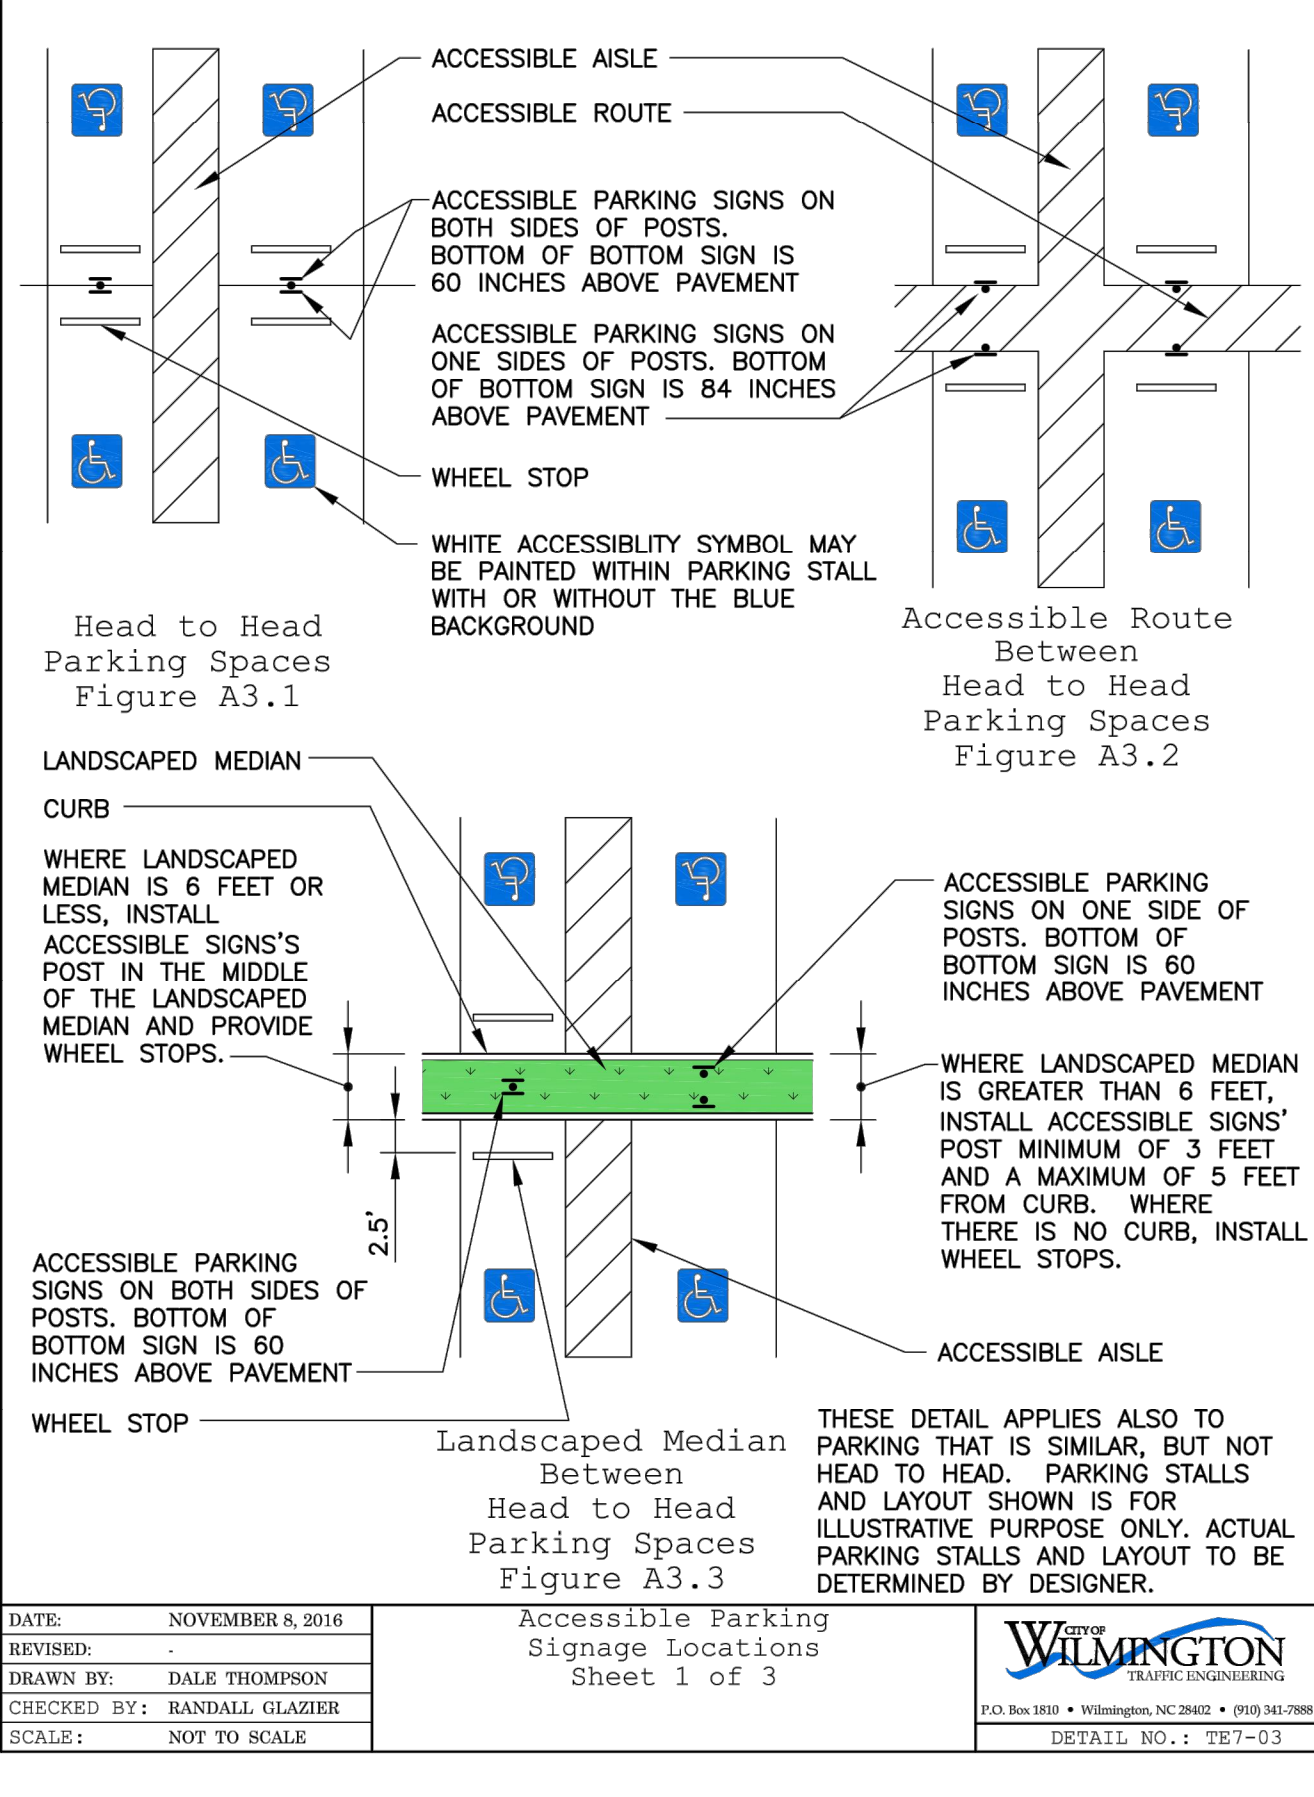 ACCESSIBLE AISLE
ACCESSIBLE ROUTE
ACCESSIBLE PARKING SIGNS ON
BOTH SIDES OF POSTS.
BOTTOM OF BOTTOM SIGN IS
60 INCHES ABOVE PAVEMENT
ACCESSIBLE PARKING SIGNS ON
ONE SIDES OF POSTS. BOTTOM
OF BOTTOM SIGN IS 84 INCHES
ABOVE PAVEMENT
WHEEL STOP
WHITE ACCESSIBLITY SYMBOL MAY
BE PAINTED WITHIN PARKING STALL
WITH OR WITHOUT THE BLUE
BACKGROUND
Head to Head
Parking Spaces
Figure A3.1
Accessible Route
Between
Head to Head
Parking Spaces
Figure A3.2
LANDSCAPED MEDIAN
CURB
WHERE LANDSCAPED
MEDIAN IS 6 FEET OR
LESS, INSTALL
ACCESSIBLE SIGNS'S
POST IN THE MIDDLE
OF THE LANDSCAPED
MEDIAN AND PROVIDE
WHEEL STOPS.
2.5'
ACCESSIBLE PARKING
SIGNS ON BOTH SIDES OF
POSTS. BOTTOM OF
BOTTOM SIGN IS 60
INCHES ABOVE PAVEMENT
WHEEL STOP
ACCESSIBLE PARKING
SIGNS ON ONE SIDE OF
POSTS. BOTTOM OF
BOTTOM SIGN IS 60
INCHES ABOVE PAVEMENT
WHERE LANDSCAPED MEDIAN
IS GREATER THAN 6 FEET,
INSTALL ACCESSIBLE SIGNS'
POST MINIMUM OF 3 FEET
AND A MAXIMUM OF 5 FEET
FROM CURB. WHERE
THERE IS NO CURB, INSTALL
WHEEL STOPS.
ACCESSIBLE AISLE
Landscaped Median
Between
Head to Head
Parking Spaces
Figure A3.3
THESE DETAIL APPLIES ALSO TO
PARKING THAT IS SIMILAR, BUT NOT
HEAD TO HEAD. PARKING STALLS
AND LAYOUT SHOWN IS FOR
ILLUSTRATIVE PURPOSE ONLY. ACTUAL
PARKING STALLS AND LAYOUT TO BE
DETERMINED BY DESIGNER.
DATE: NOVEMBER 8, 2016
REVISED: -
DRAWN BY: DALE THOMPSON
CHECKED BY: RANDALL GLAZIER
SCALE: NOT TO SCALE
Accessible Parking
Signage Locations
Sheet 1 of 3
CITY OF
WILMINGTON
TRAFFIC ENGINEERING
P.O. Box 1810 • Wilmington, NC 28402 • (910) 341-7888
DETAIL NO.: TE7-03